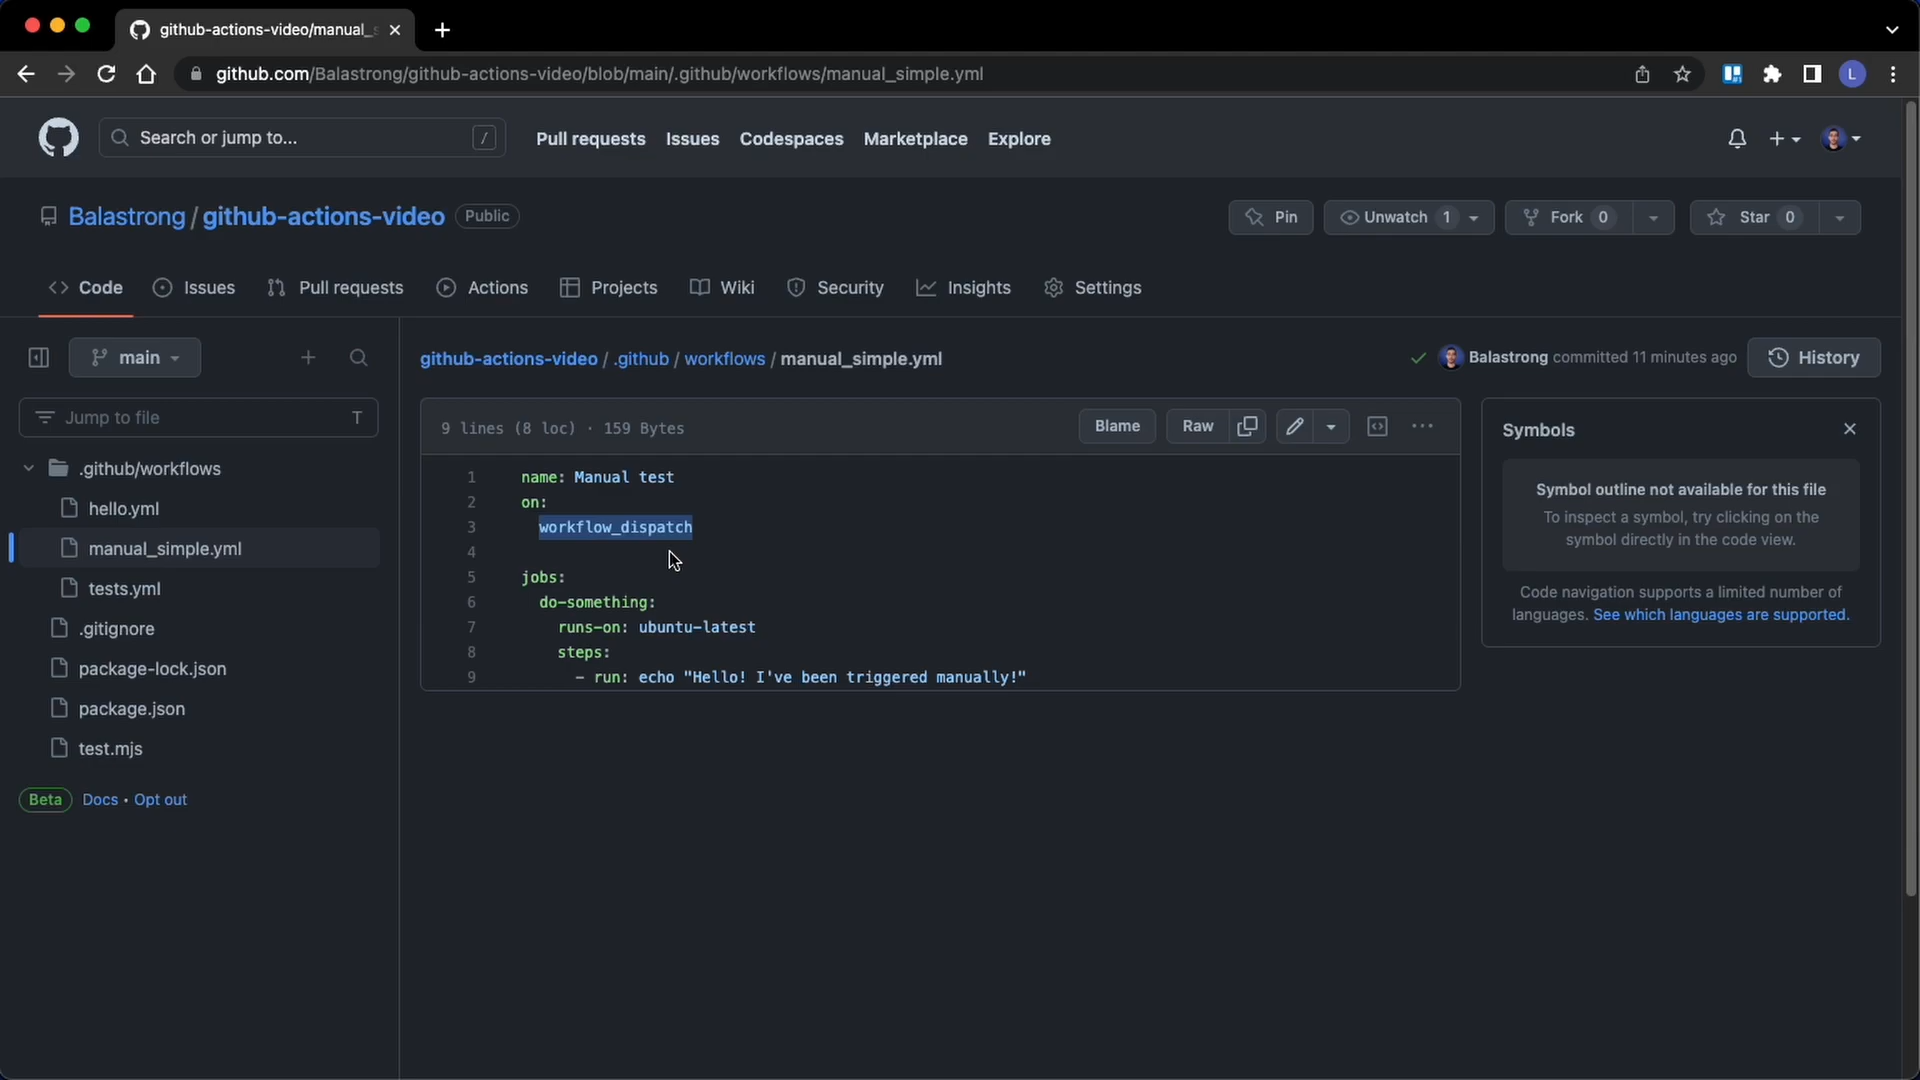 github-actions-video/manual_s
github.com/Balastrong/github-actions-video/blob/main/.github/workflows/manual_simple.yml
L
Search or jump to... /
Pull requests Issues Codespaces Marketplace Explore
Balastrong / github-actions-video Public
Pin Unwatch 1 Fork 0 Star 0
Code Issues Pull requests Actions Projects Wiki Security Insights Settings
main
github-actions-video / .github / workflows / manual_simple.yml
Balastrong committed 11 minutes ago History
Jump to file T
.github/workflows
hello.yml
manual_simple.yml
tests.yml
.gitignore
package-lock.json
package.json
test.mjs
Beta Docs • Opt out
9 lines (8 loc) · 159 Bytes
Blame Raw
1 name: Manual test
2 on:
3 workflow_dispatch
4
5 jobs:
6 do-something:
7 runs-on: ubuntu-latest
8 steps:
9 - run: echo "Hello! I've been triggered manually!"
Symbols
Symbol outline not available for this file
To inspect a symbol, try clicking on the
symbol directly in the code view.
Code navigation supports a limited number of
languages. See which languages are supported.